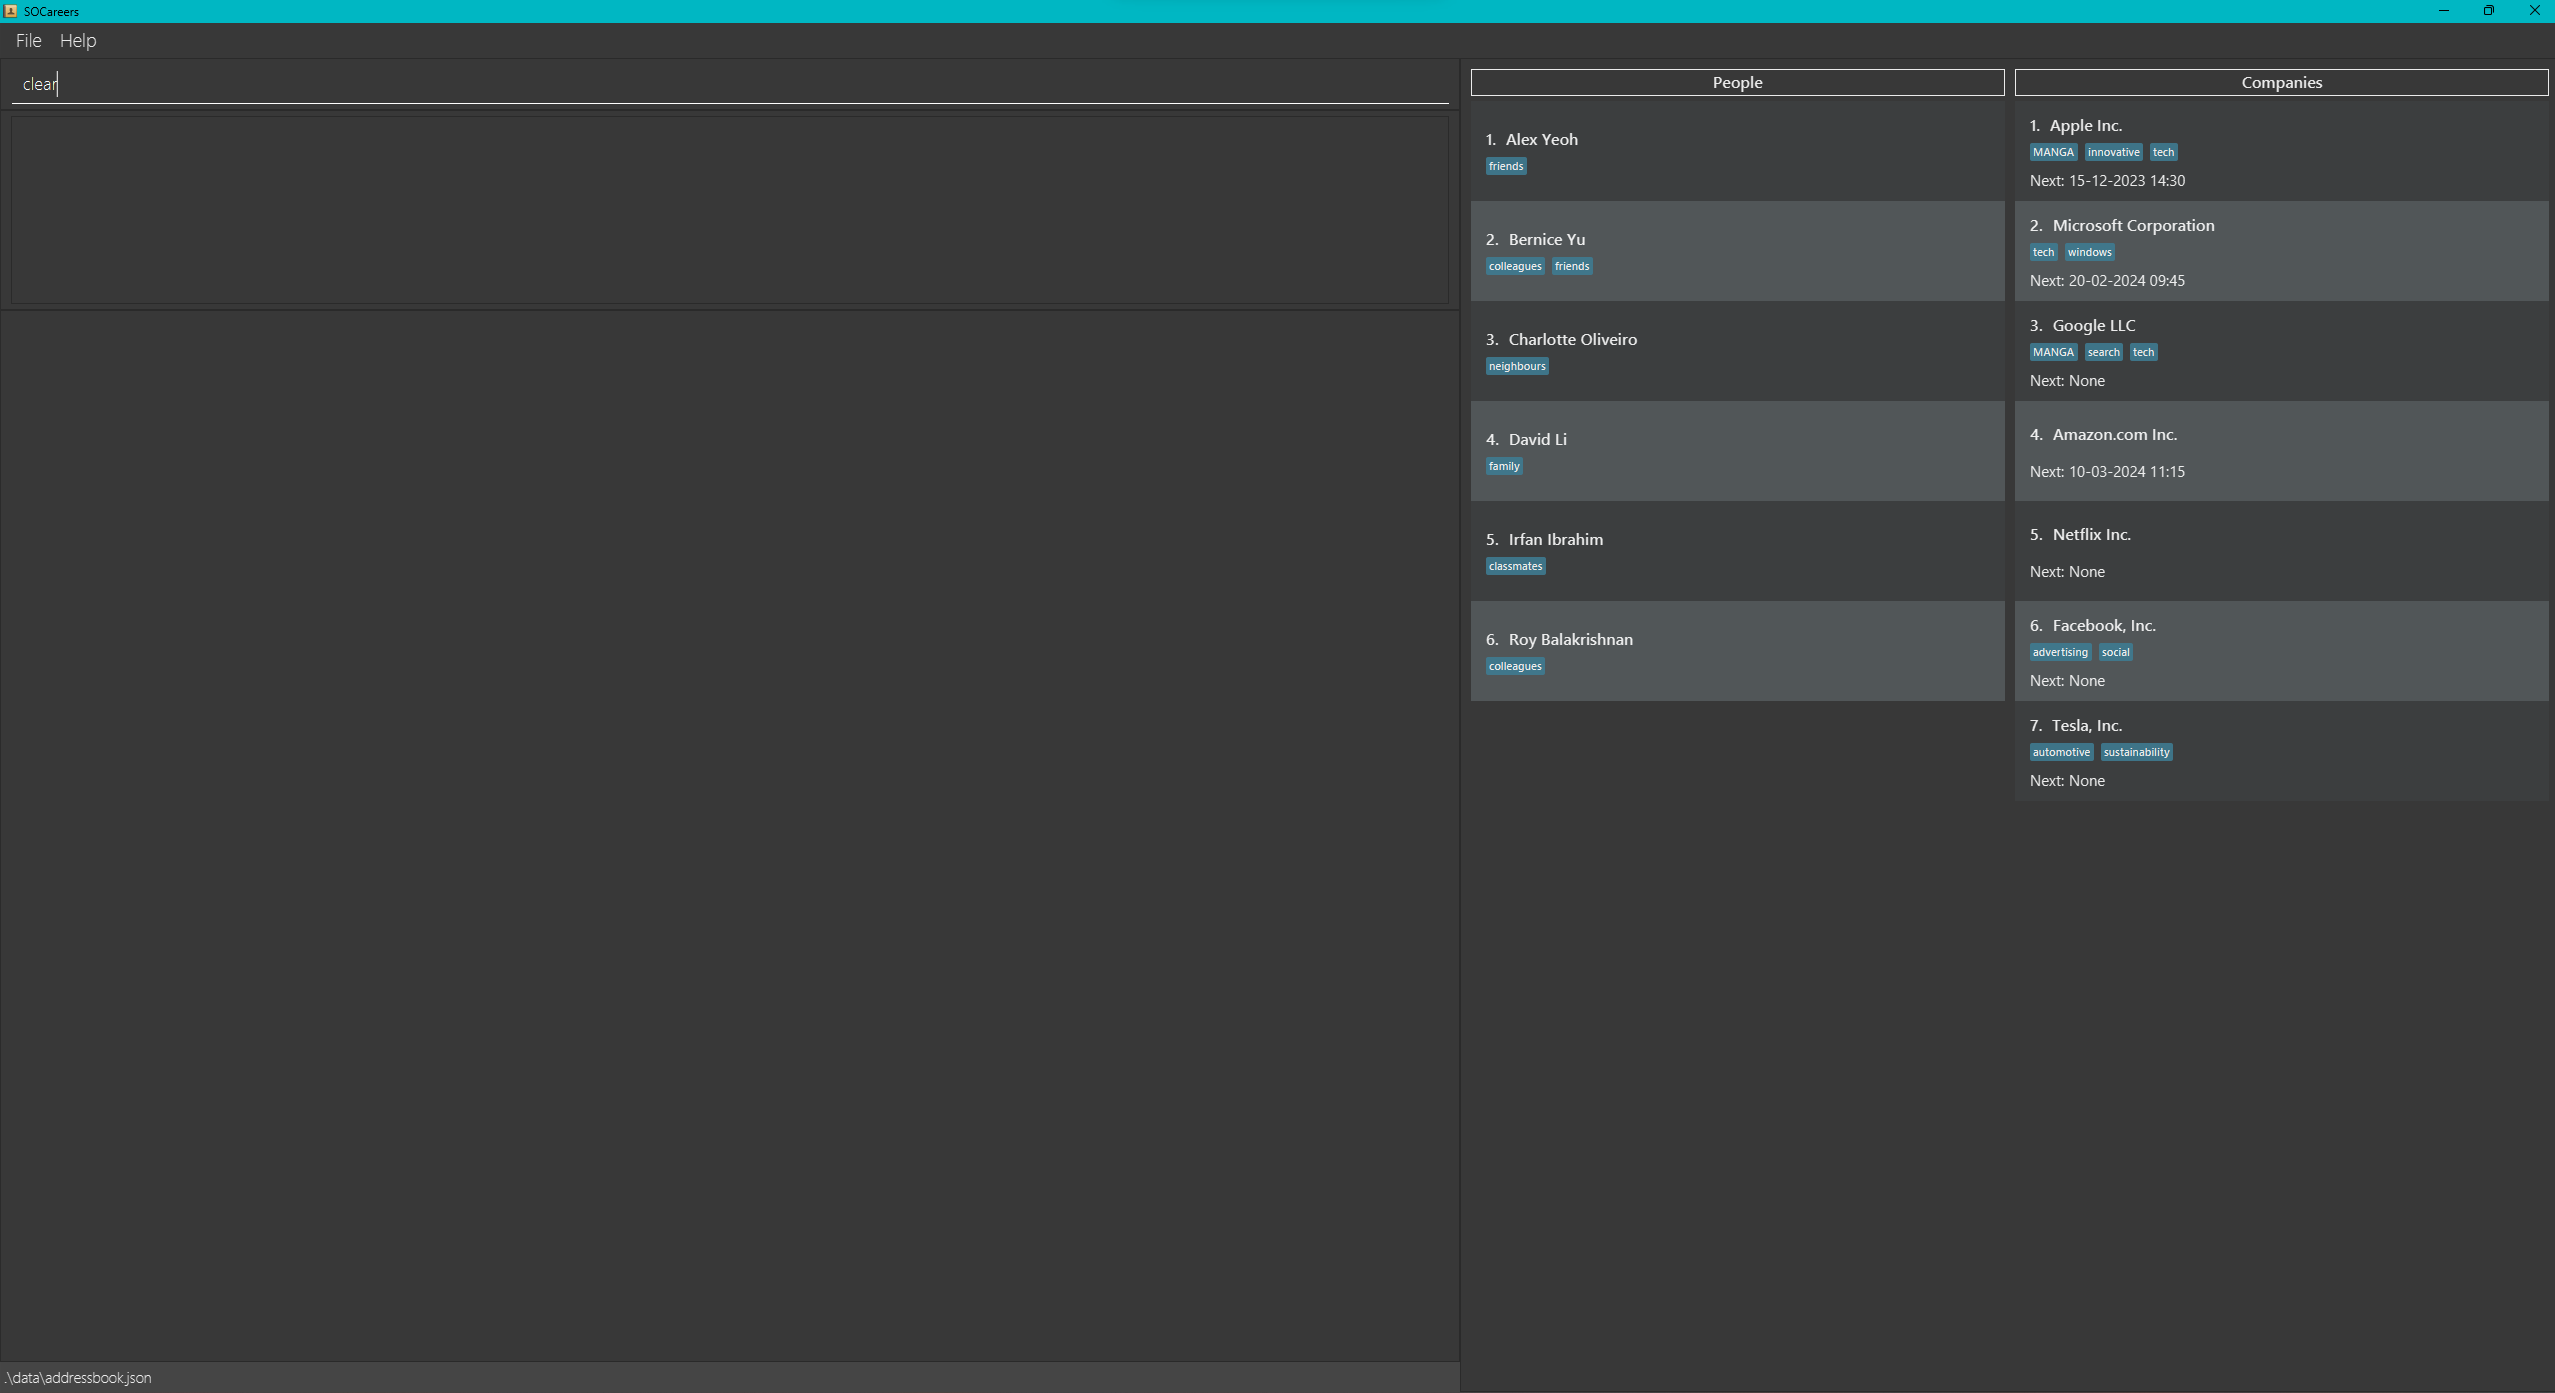 SOCareers
File Help
clear
People
1. Alex Yeoh
friends
2. Bernice Yu
colleagues friends
3. Charlotte Oliveiro
neighbours
4. David Li
family
5. Irfan Ibrahim
classmates
6. Roy Balakrishnan
colleagues
Companies
1. Apple Inc.
MANGA innovative tech
Next: 15-12-2023 14:30
2. Microsoft Corporation
tech windows
Next: 20-02-2024 09:45
3. Google LLC
MANGA search tech
Next: None
4. Amazon.com Inc.
Next: 10-03-2024 11:15
5. Netflix Inc.
Next: None
6. Facebook, Inc.
advertising social
Next: None
7. Tesla, Inc.
automotive sustainability
Next: None
.\data\addressbook.json